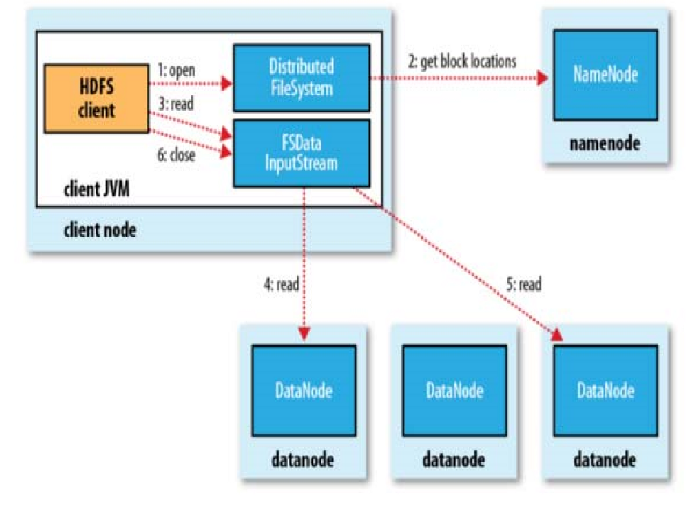 1: open
Distributed
FileSystem
2: get block locations
NameNode
namenode
HDFS
client
3: read
6: close
FSData
InputStream
client JVM
client node
4: read
5: read
DataNode
datanode
DataNode
datanode
DataNode
datanode